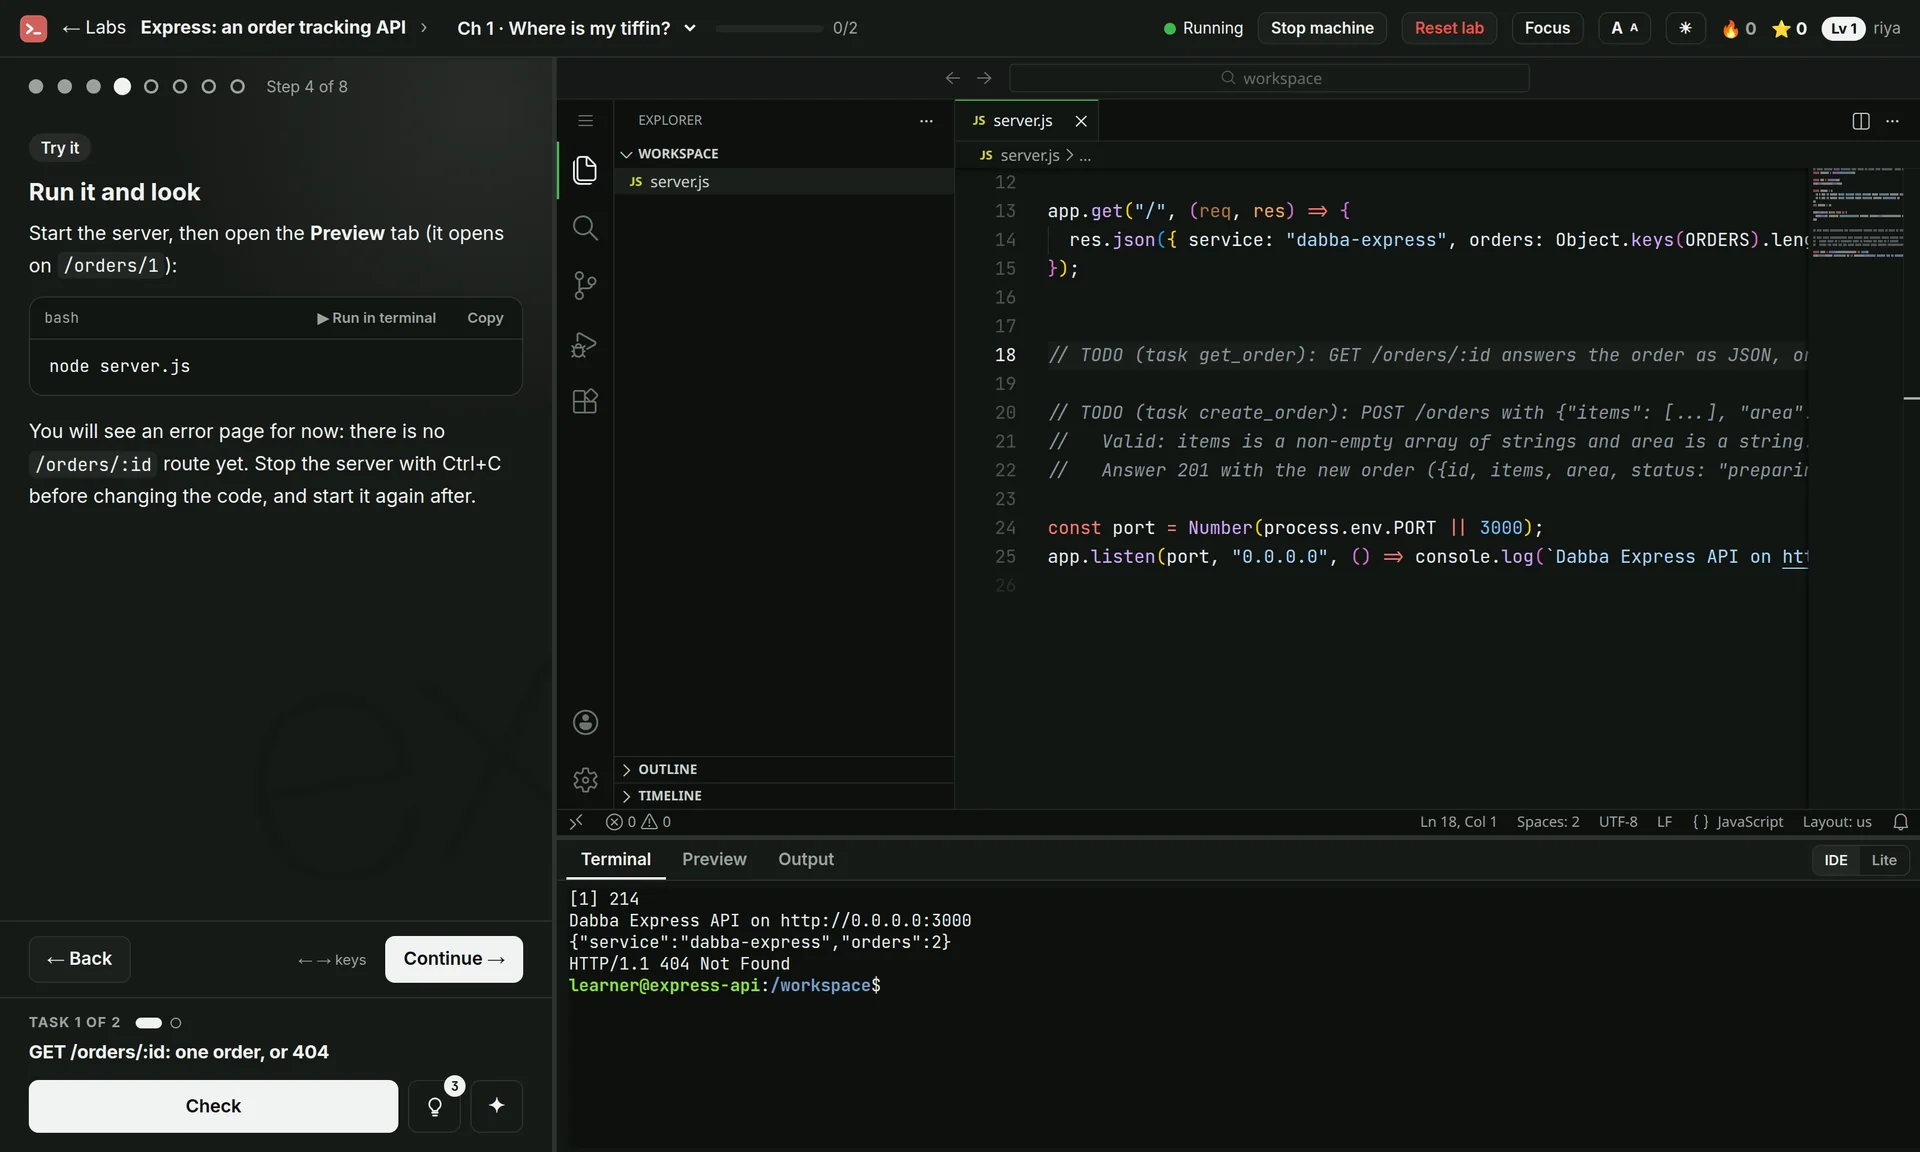 ← Labs Express: an order tracking API › Ch 1 · Where is my tiffin? 0/2 Running Stop machine Reset lab Focus A A 0 0 Lv 1 riya
Step 4 of 8
Try it
Run it and look
Start the server, then open the Preview tab (it opens
on /orders/1 ):
bash ▶ Run in terminal Copy
node server.js
You will see an error page for now: there is no
/orders/:id route yet. Stop the server with Ctrl+C
before changing the code, and start it again after.
← Back ← → keys Continue →
TASK 1 OF 2
GET /orders/:id: one order, or 404
Check 3
← → workspace
EXPLORER ...
WORKSPACE
JS server.js
OUTLINE
TIMELINE
JS server.js
JS server.js > ...
12
13 app.get("/", (req, res) => {
14 res.json({ service: "dabba-express", orders: Object.keys(ORDERS).len
15 });
16
17
18 // TODO (task get_order): GET /orders/:id answers the order as JSON, or
19
20 // TODO (task create_order): POST /orders with {"items": [...], "area".
21 // Valid: items is a non-empty array of strings and area is a string.
22 // Answer 201 with the new order ({id, items, area, status: "preparin
23
24 const port = Number(process.env.PORT || 3000);
25 app.listen(port, "0.0.0.0", () => console.log(`Dabba Express API on htt
26
0 0 Ln 18, Col 1 Spaces: 2 UTF-8 LF { } JavaScript Layout: us
Terminal Preview Output IDE Lite
[1] 214
Dabba Express API on http://0.0.0.0:3000
{"service":"dabba-express","orders":2}
HTTP/1.1 404 Not Found
learner@express-api:/workspace$